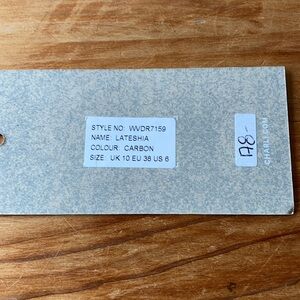 STYLE NO: WVDR7159
NAME: LATESHIA
COLOUR: CARBON
SIZE: UK 10 EU 38 US 6